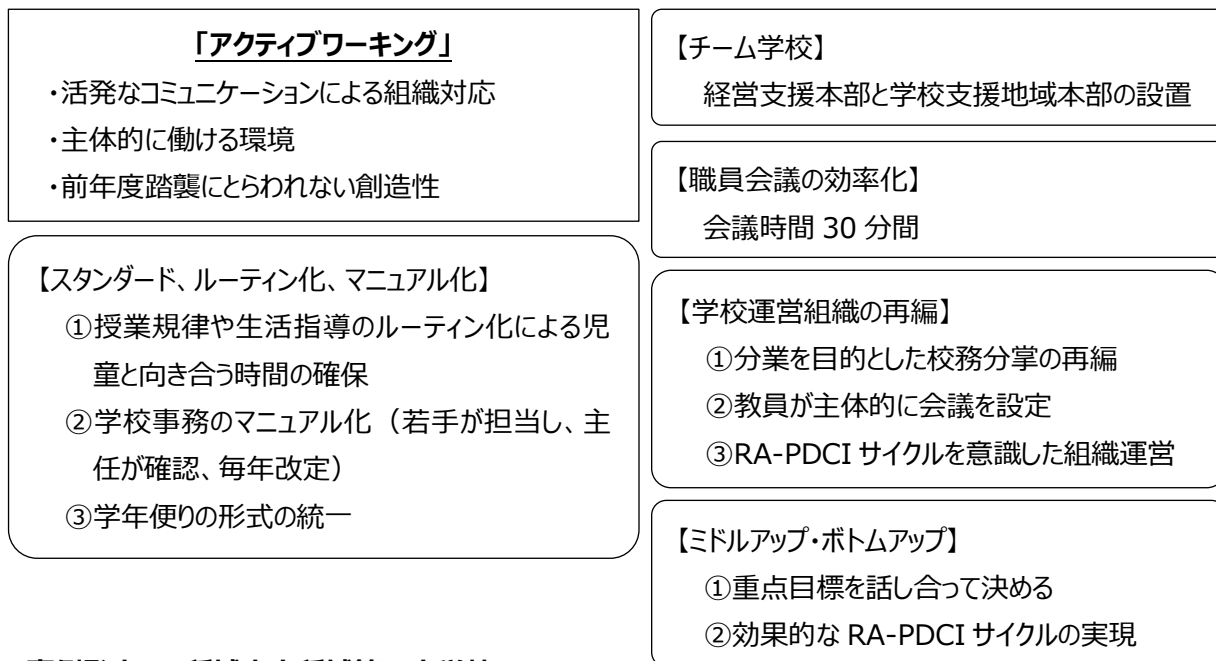 「アクティブワーキング」
・活発なコミュニケーションによる組織対応
・主体的に働ける環境
・前年度踏襲にとらわれない創造性
【スタンダード、ルーティン化、マニュアル化】
①授業規律や生活指導のルーティン化による児
童と向き合う時間の確保
②学校事務のマニュアル化（若手が担当し、主
任が確認、毎年改定）
③学年便りの形式の統一
【チーム学校】
経営支援本部と学校支援地域本部の設置
【職員会議の効率化】
会議時間 30 分間
【学校運営組織の再編】
①分業を目的とした校務分掌の再編
②教員が主体的に会議を設定
③RA-PDCI サイクルを意識した組織運営
【ミドルアップ・ボトムアップ】
①重点目標を話し合って決める
②効果的な RA-PDCI サイクルの実現